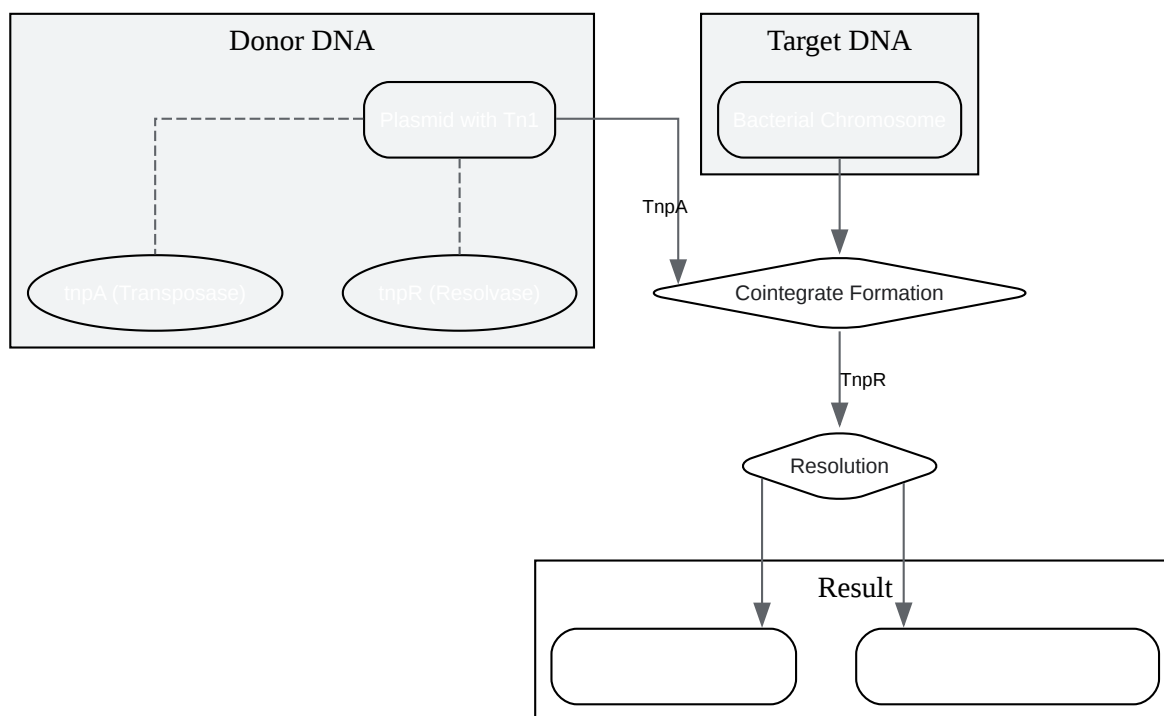 Donor DNA
Target DNA
Plasmid with Tn1
Bacterial Chromosome
TnpA
tnpA (Transposase)
tnpR (Resolvase)
Cointegrate Formation
TnpR
Resolution
Result